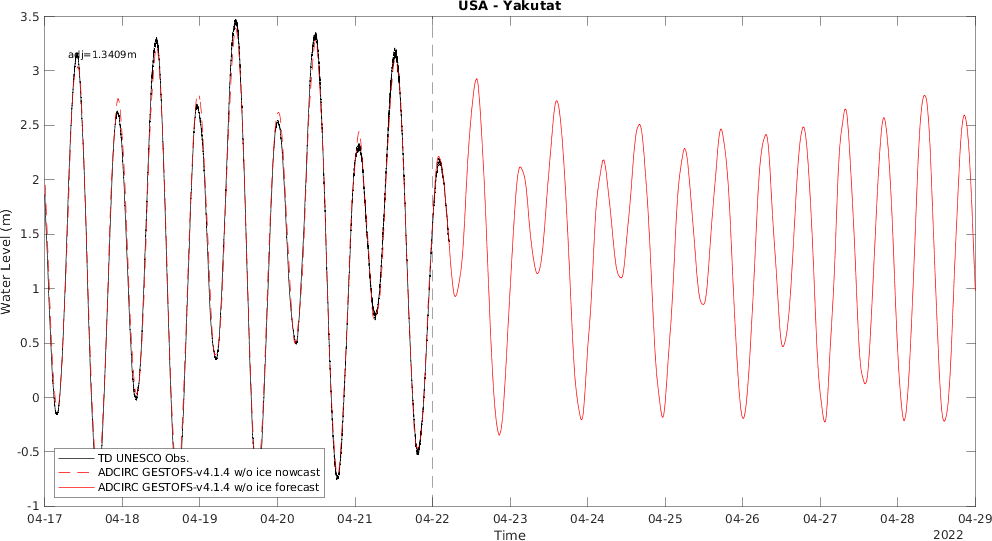 USA - Yakutat
adj=1.3409m
3.5
3
2.5
2
1.5
1
0.5
0
-0.5
-1
Water Level (m)
TD UNESCO Obs.
ADCIRC GESTOFS-v4.1.4 w/o ice nowcast
ADCIRC GESTOFS-v4.1.4 w/o ice forecast
04-17 04-18 04-19 04-20 04-21 04-22 04-23 04-24 04-25 04-26 04-27 04-28 04-29
Time
2022